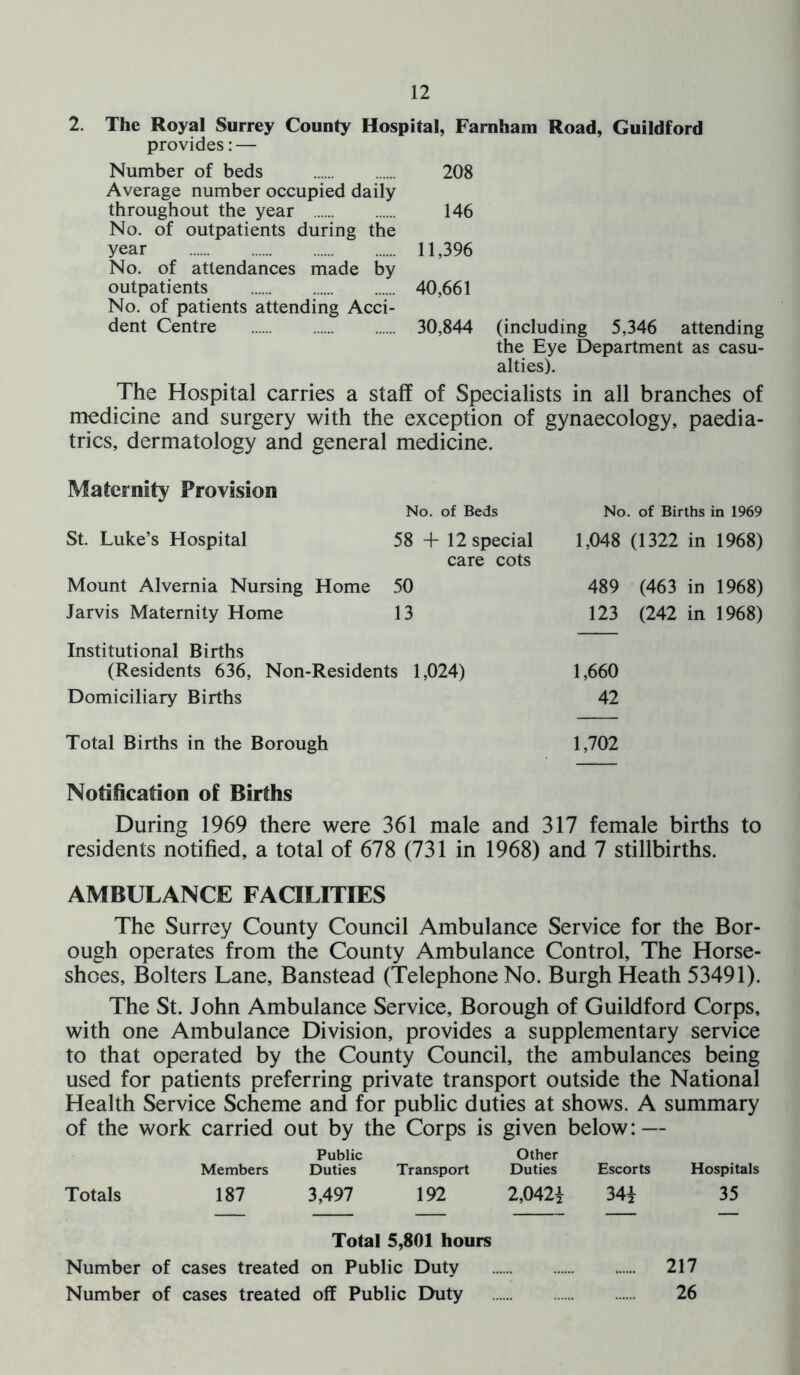 12
2. The Royal Surrey County Hospital, Farnham Road, Guildford
provides: —
Number of beds ...... ...... 208
Average number occupied daily
throughout the year ...... ...... 146
No. of outpatients during the
year ...... ...... ...... ...... 11,396
No. of attendances made by
outpatients ...... ...... ...... 40,661
No. of patients attending Acci-
dent Centre ...... ...... ...... 30,844 (including 5,346 attending
the Eye Department as casu-
alties).
The Hospital carries a staff of Specialists in all branches of
medicine and surgery with the exception of gynaecology, paedia-
trics, dermatology and general medicine.
Maternity Provision
No. of Beds No. of Births in 1969
St. Luke's Hospital 58 + 12 special 1,048 (1322 in 1968)
care cots
Mount Alvernia Nursing Home 50 489 (463 in 1968)
Jarvis Maternity Home 13 123 (242 in 1968)
Institutional Births
(Residents 636, Non-Residents 1,024) 1,660
Domiciliary Births 42
Total Births in the Borough 1,702
Notification of Births
During 1969 there were 361 male and 317 female births to
residents notified, a total of 678 (731 in 1968) and 7 stillbirths.
AMBULANCE FACILITIES
The Surrey County Council Ambulance Service for the Bor-
ough operates from the County Ambulance Control, The Horse-
shoes, Bolters Lane, Banstead (Telephone No. Burgh Heath 53491).
The St. John Ambulance Service, Borough of Guildford Corps,
with one Ambulance Division, provides a supplementary service
to that operated by the County Council, the ambulances being
used for patients preferring private transport outside the National
Health Service Scheme and for public duties at shows. A summary
of the work carried out by the Corps is given below: —
Public Other
Members Duties Transport Duties Escorts Hospitals
Totals 187 3,497 192 2,042½ 34½ 35
Total 5,801 hours
Number of cases treated on Public Duty ...... ...... ...... 217
Number of cases treated off Public Duty ...... ...... ...... 26